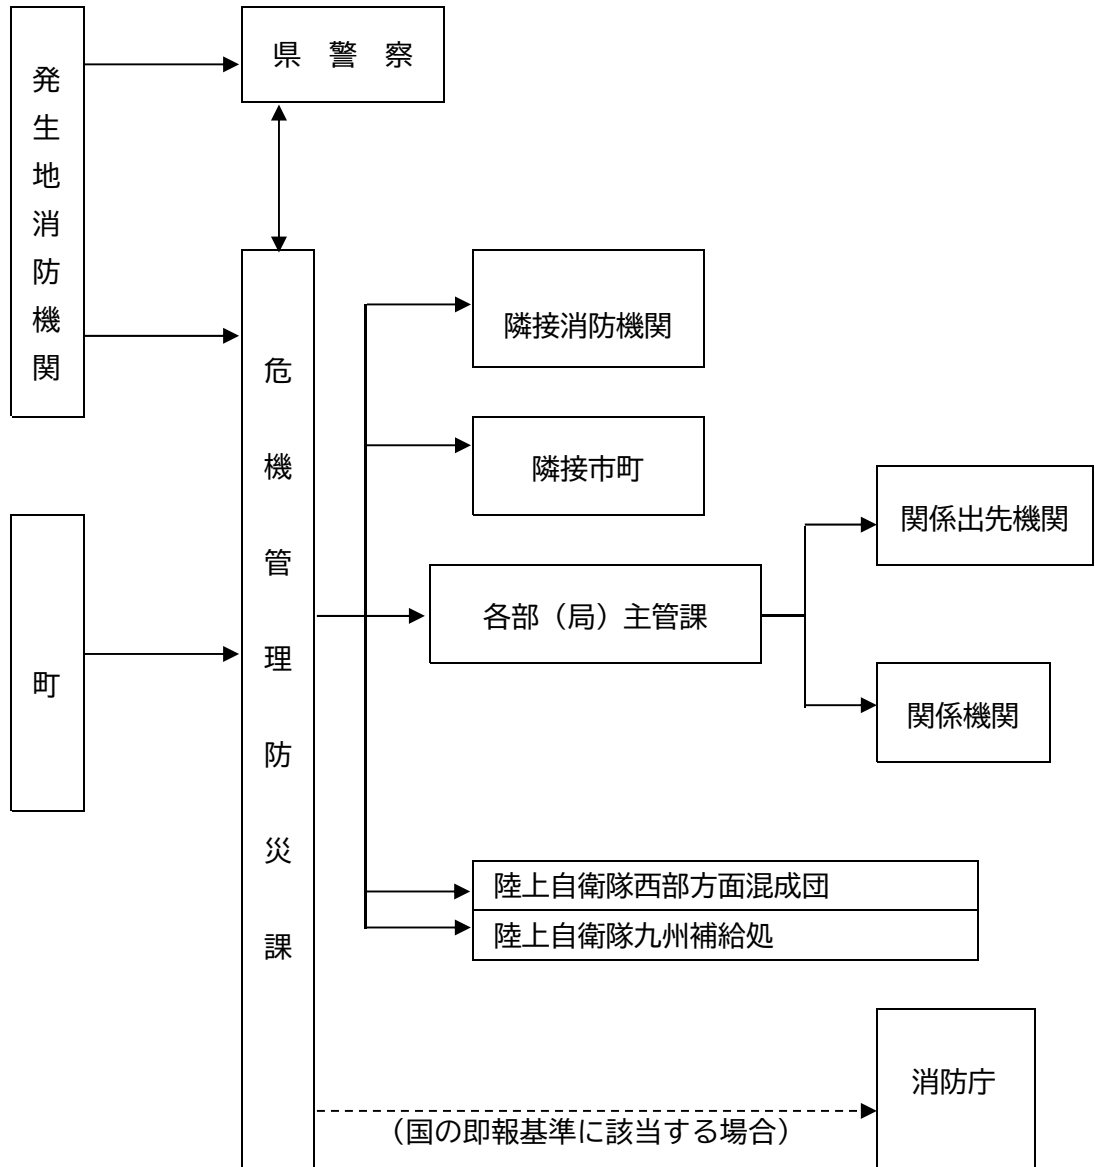 発生地消防機関
県　警　察
危機管理防災課
隣接消防機関
隣接市町
関係出先機関
各部（局）主管課
町
関係機関
陸上自衛隊西部方面混成団
陸上自衛隊九州補給処
消防庁
（国の即報基準に該当する場合）